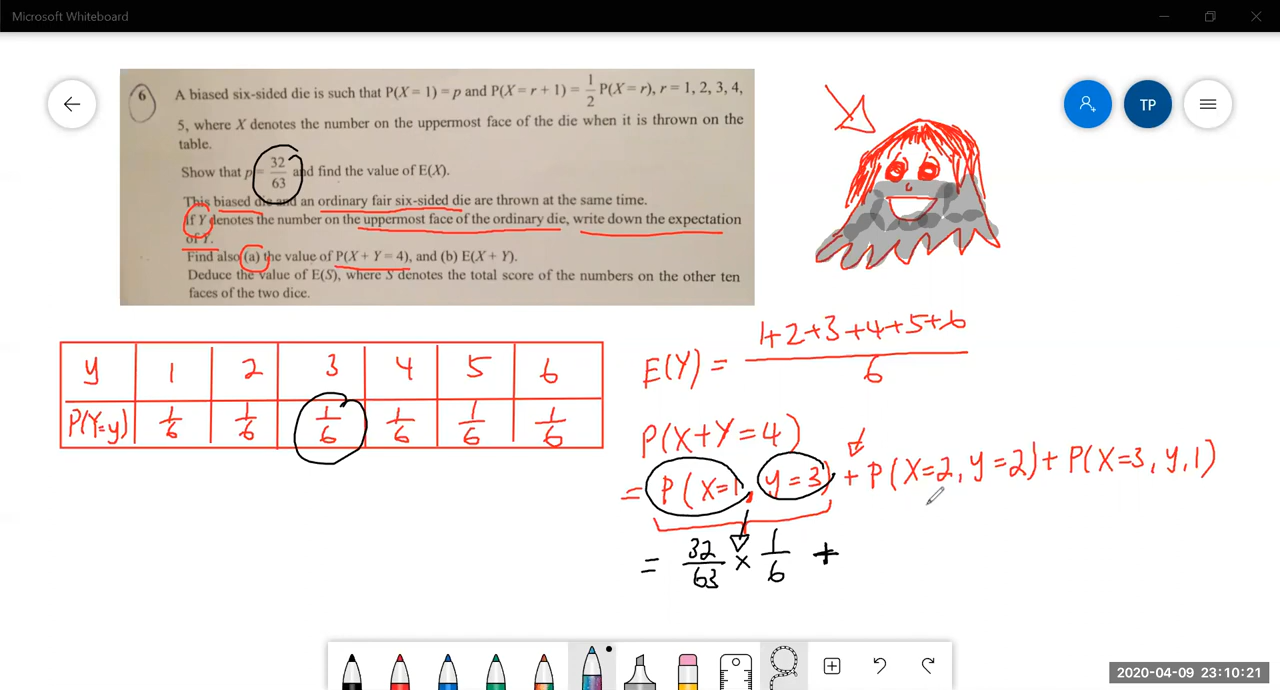 Microsoft Whiteboard
6 A biased six-sided die is such that P(X = 1) = p and P(X = r + 1) = 1/2 P(X = r), r = 1, 2, 3, 4,
5, where X denotes the number on the uppermost face of the die when it is thrown on the
table.
Show that p = 32/63 and find the value of E(X).
This biased die and an ordinary fair six-sided die are thrown at the same time.
If Y denotes the number on the uppermost face of the ordinary die, write down the expectation
of Y.
Find also (a) the value of P(X + Y = 4), and (b) E(X + Y).
Deduce the value of E(S), where S denotes the total score of the numbers on the other ten
faces of the two dice.
TP
y 1 2 3 4 5 6
P(Y=y) 1/6 1/6 1/6 1/6 1/6 1/6
E(Y) = 1+2+3+4+5+6 / 6
P(X+Y=4)
= P(X=1, y=3) + P(X=2, y=2) + P(X=3, y,1)
= 32/63 × 1/6 +
2020-04-09 23:10:21